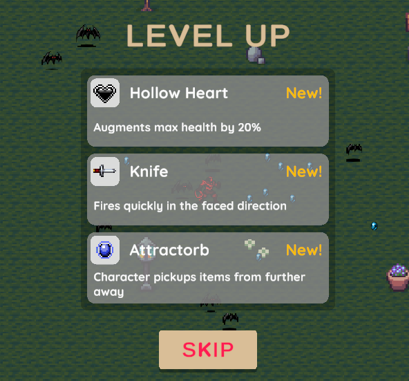 LEVEL UP
Hollow Heart New!
Augments max health by 20%
Knife New!
Fires quickly in the faced direction
Attractorb New!
Character pickups items from further
away
SKIP